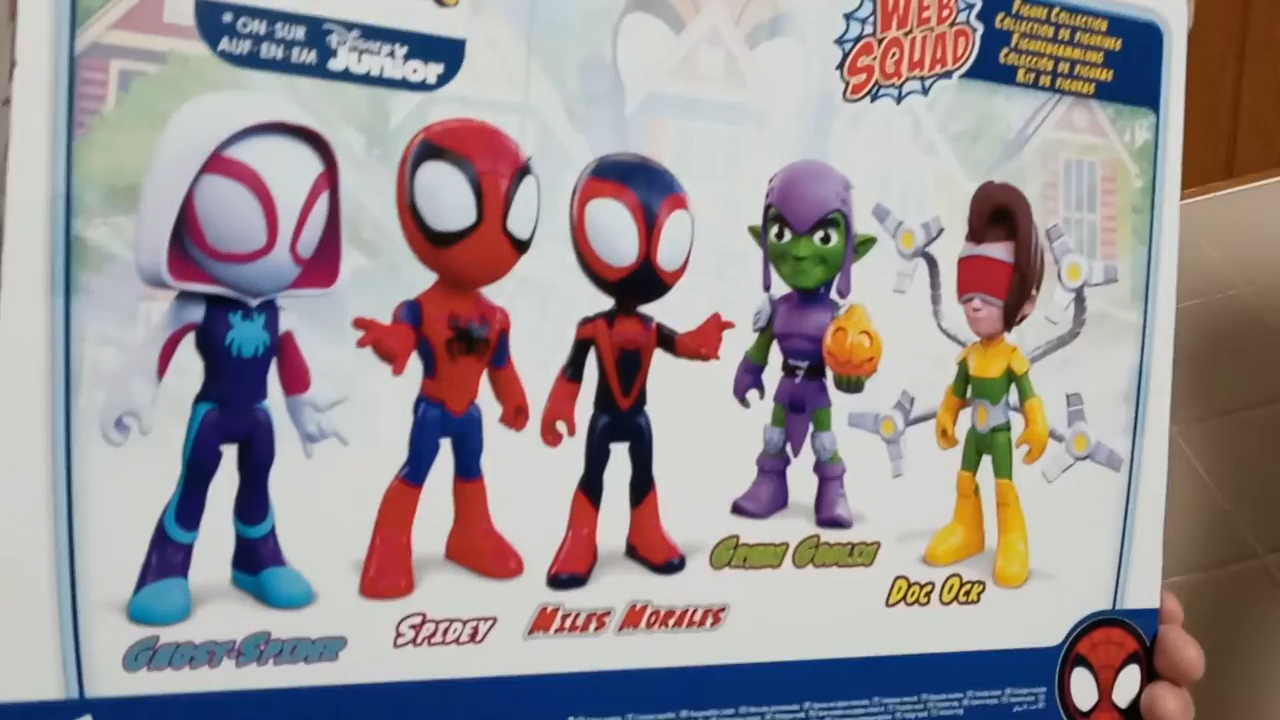 * ON·SUR
AUF·EN·EM
Disney
Junior
WEB
SQUAD
FIGURE COLLECTION
COLLECTION DE FIGURINES
FIGURENSAMMLUNG
COLECCIÓN DE FIGURAS
KIT DE FIGURAS
GHOST-SPIDER
SPIDEY
MILES MORALES
GREEN GOBLIN
DOC OCK